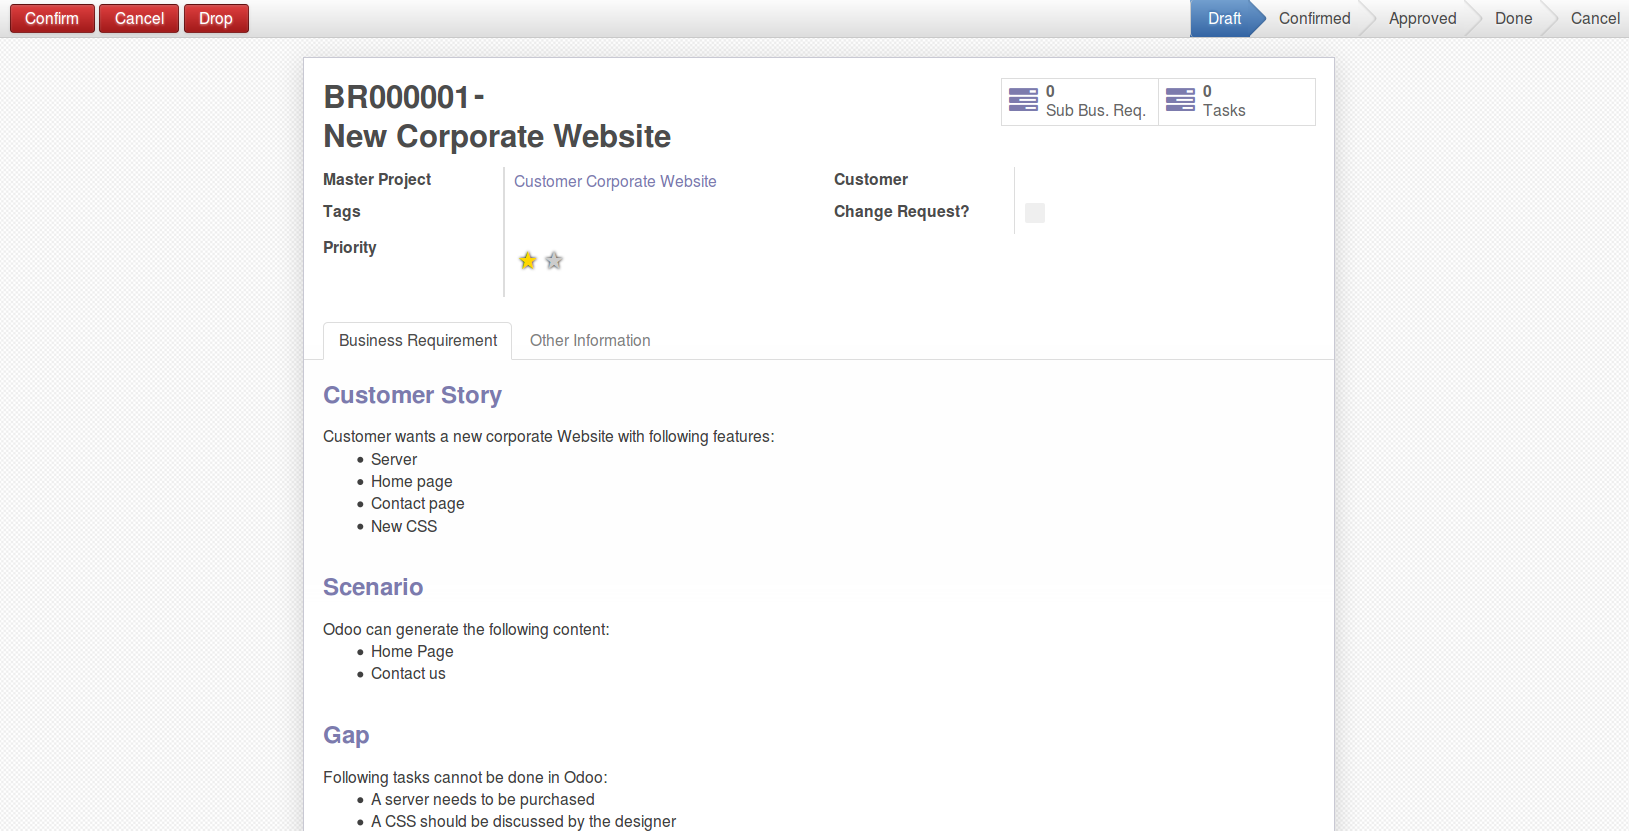 Confirm Cancel Drop Draft Confirmed Approved Done Cancel
BR000001-
New Corporate Website
0
Sub Bus. Req.
0
Tasks
Master Project Customer Corporate Website Customer
Tags Change Request?
Priority
Business Requirement Other Information
Customer Story
Customer wants a new corporate Website with following features:
• Server
• Home page
• Contact page
• New CSS
Scenario
Odoo can generate the following content:
• Home Page
• Contact us
Gap
Following tasks cannot be done in Odoo:
• A server needs to be purchased
• A CSS should be discussed by the designer